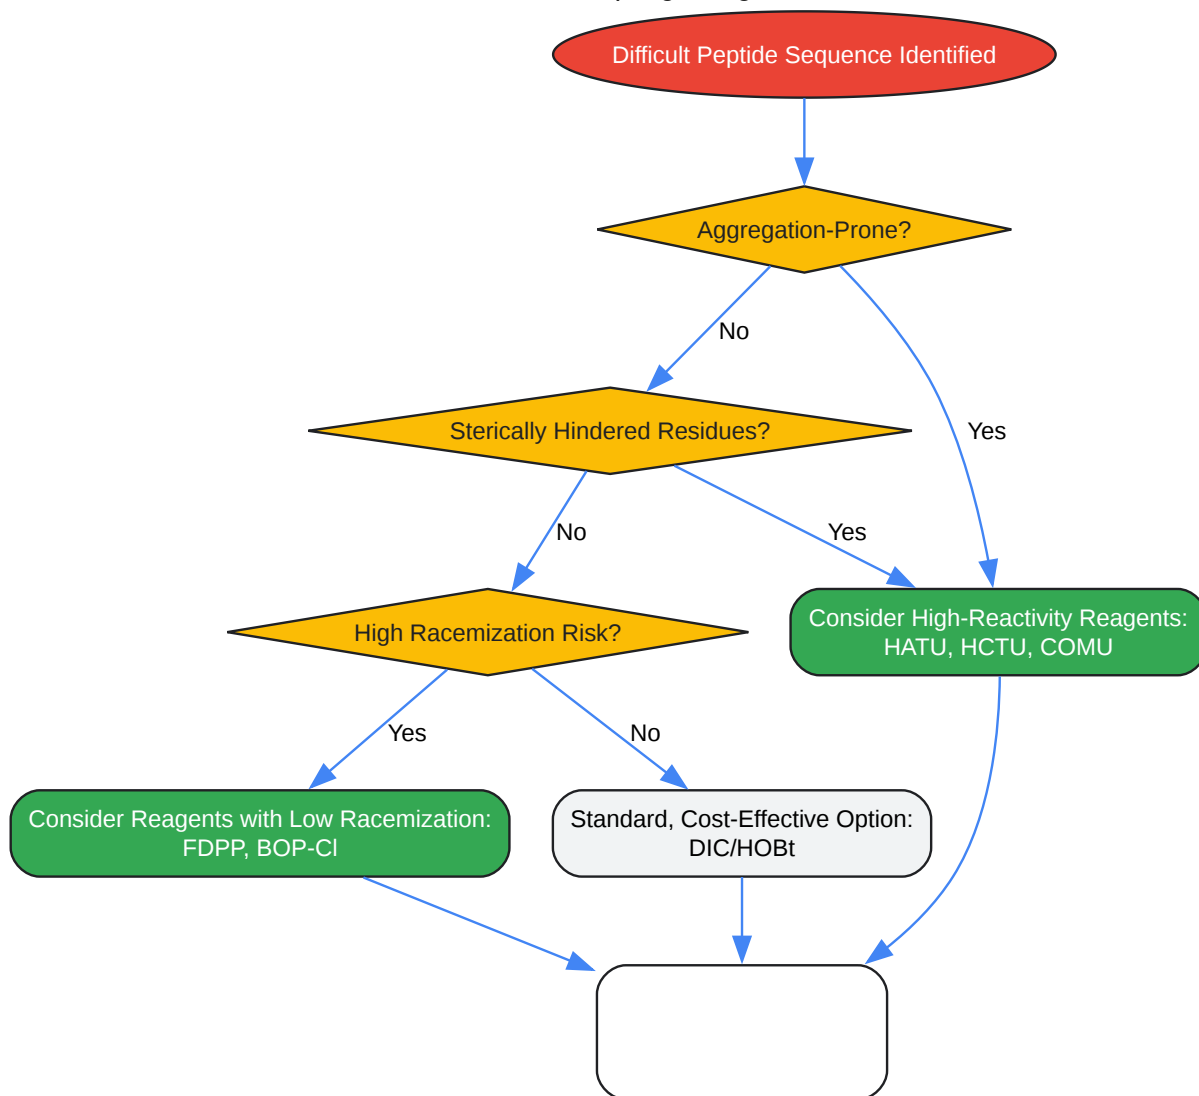 Difficult Peptide Sequence Identified
Aggregation-Prone?
No
Yes
Sterically Hindered Residues?
No
Yes
High Racemization Risk?
Consider High-Reactivity Reagents:
HATU, HCTU, COMU
Yes
No
Consider Reagents with Low Racemization:
FDPP, BOP-Cl
Standard, Cost-Effective Option:
DIC/HOBt